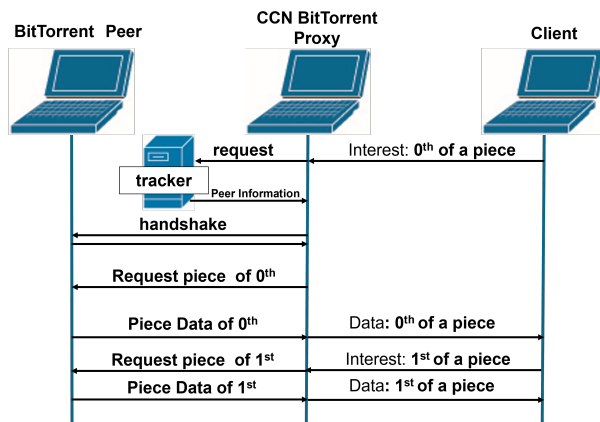 BitTorrent Peer
CCN BitTorrent
Proxy
Client
request
Interest: 0th of a piece
tracker
Peer Information
handshake
Request piece of 0th
Piece Data of 0th
Data: 0th of a piece
Request piece of 1st
Interest: 1st of a piece
Piece Data of 1st
Data: 1st of a piece